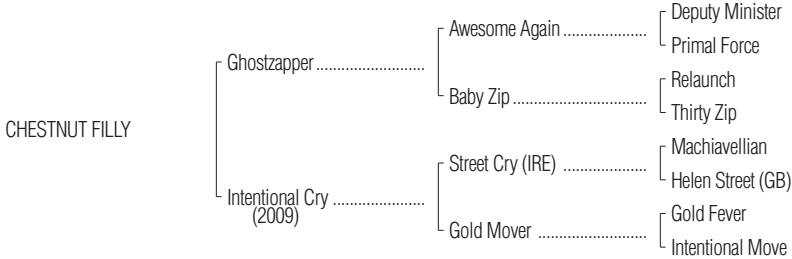 Deputy Minister
Awesome Again
Primal Force
Ghostzapper
Relaunch
Baby Zip
Thirty Zip
CHESTNUT FILLY
Machiavellian
Street Cry (IRE)
Helen Street (GB)
Intentional Cry
(2009)
Gold Fever
Gold Mover
Intentional Move